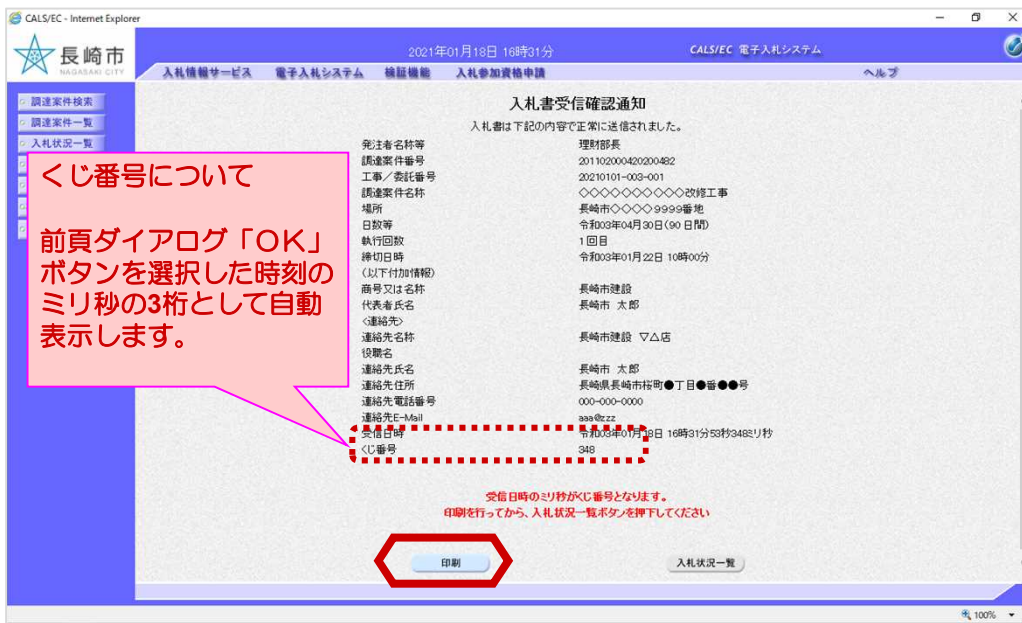 CALS/EC - Internet Explorer
長崎市
NAGASAKI CITY
2021年01月18日 16時31分
CALS/EC 電子入札システム
入札情報サービス 電子入札システム 検証機能 入札参加資格申請 ヘルプ
調達案件検索
調達案件一覧
入札状況一覧
くじ番号について
前頁ダイアログ「OK」
ボタンを選択した時刻の
ミリ秒の3桁として自動
表示します。
入札書受信確認通知
入札書は下記の内容で正常に送信されました。
発注者名称等 理財部長
調達案件番号 201102000420200482
工事/委託番号 20210101-003-001
調達案件名称 ◇◇◇◇◇◇◇◇◇◇改修工事
場所 長崎市◇◇◇◇9999番地
日数等 令和03年04月30日(90日間)
執行回数 1回目
締切日時 令和03年01月22日 10時00分
(以下付加情報)
商号又は名称 長崎市建設
代表者氏名 長崎市 太郎
<連絡先>
連絡先名称 長崎市建設 ▽△店
役職名
連絡先氏名 長崎市 太郎
連絡先住所 長崎県長崎市桜町●丁目●番●●号
連絡先電話番号 000-000-0000
連絡先E-Mail aaa@zzz
受信日時 令和03年01月18日 16時31分53秒348ミリ秒
くじ番号 348
受信日時のミリ秒がくじ番号となります。
印刷を行ってから、入札状況一覧ボタンを押下してください
印刷 入札状況一覧
100%